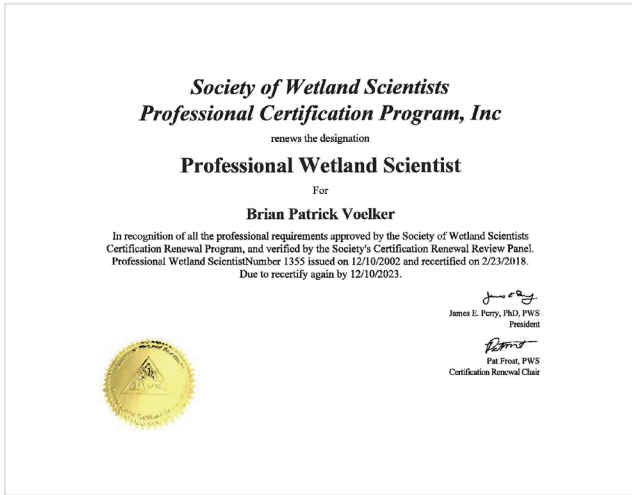 Society of Wetland Scientists
Professional Certification Program, Inc
renews the designation
Professional Wetland Scientist
For
Brian Patrick Voelker
In recognition of all the professional requirements approved by the Society of Wetland Scientists
Certification Renewal Program, and verified by the Society's Certification Renewal Review Panel.
Professional Wetland ScientistNumber 1355 issued on 12/10/2002 and recertified on 2/23/2018.
Due to recertify again by 12/10/2023.
James E. Perry, PhD, PWS
President
Pat Frost, PWS
Certification Renewal Chair